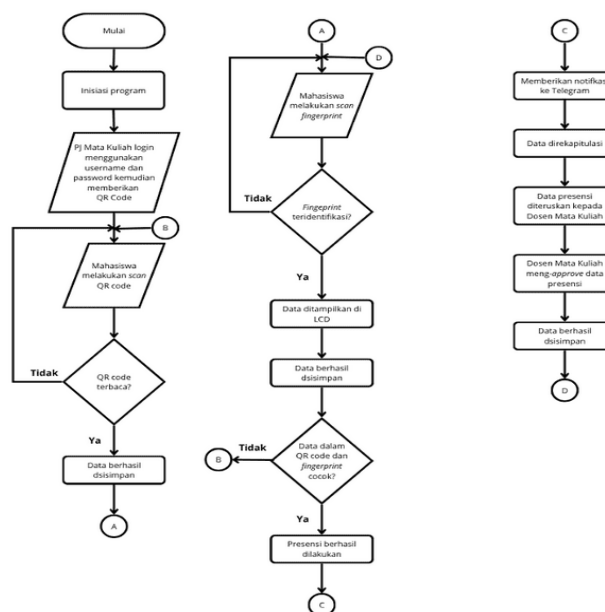 Mulai
Inisiasi program
PJ Mata Kuliah login
menggunakan
username dan
password kemudian
memberikan
QR Code
B
Mahasiswa
melakukan scan
QR code
Tidak
QR code
terbaca?
Ya
Data berhasil
dsisimpan
A
A
D
Mahasiswa
melakukan scan
fingerprint
Tidak
Fingeprint
teridentifikasi?
Ya
Data ditampilkan di
LCD
Data berhasil
dsisimpan
Tidak
B
Data dalam
QR code dan
fingerprint
cocok?
Ya
Presensi berhasil
dilakukan
C
C
Memberikan notifkasi
ke Telegram
Data direkapitulasi
Data presensi
diteruskan kepada
Dosen Mata Kuliah
Dosen Mata Kuliah
meng-approve data
presensi
Data berhasil
dsisimpan
D